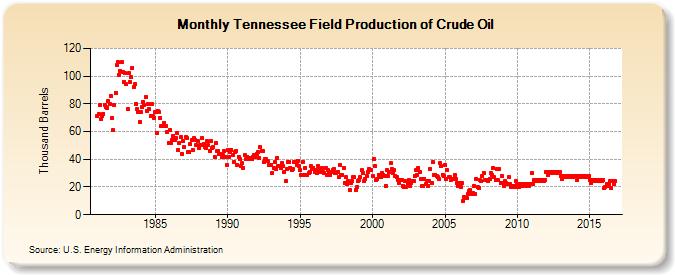 Monthly Tennessee Field Production of Crude Oil
Thousand Barrels
120
100
80
60
40
20
0
1985 1990 1995 2000 2005 2010 2015
Source: U.S. Energy Information Administration